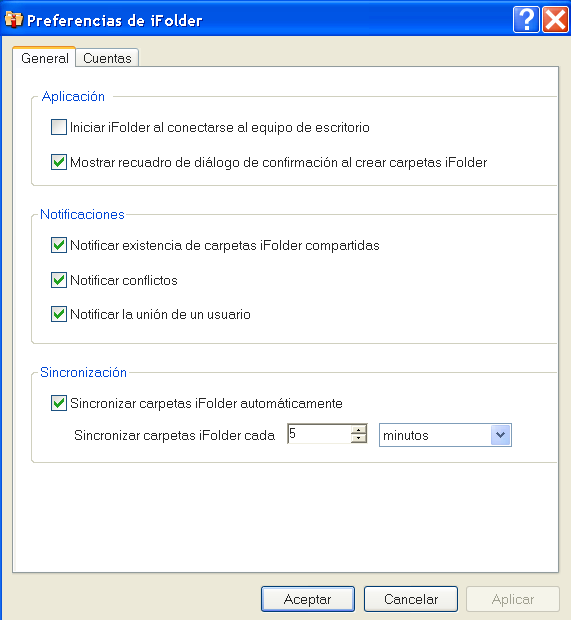 Preferencias de iFolder
General
Cuentas
Aplicación
Iniciar iFolder al conectarse al equipo de escritorio
Mostrar recuadro de diálogo de confirmación al crear carpetas iFolder
Notificaciones
Notificar existencia de carpetas iFolder compartidas
Notificar conflictos
Notificar la unión de un usuario
Sincronización
Sincronizar carpetas iFolder automáticamente
Sincronizar carpetas iFolder cada 5 minutos
Aceptar Cancelar Aplicar